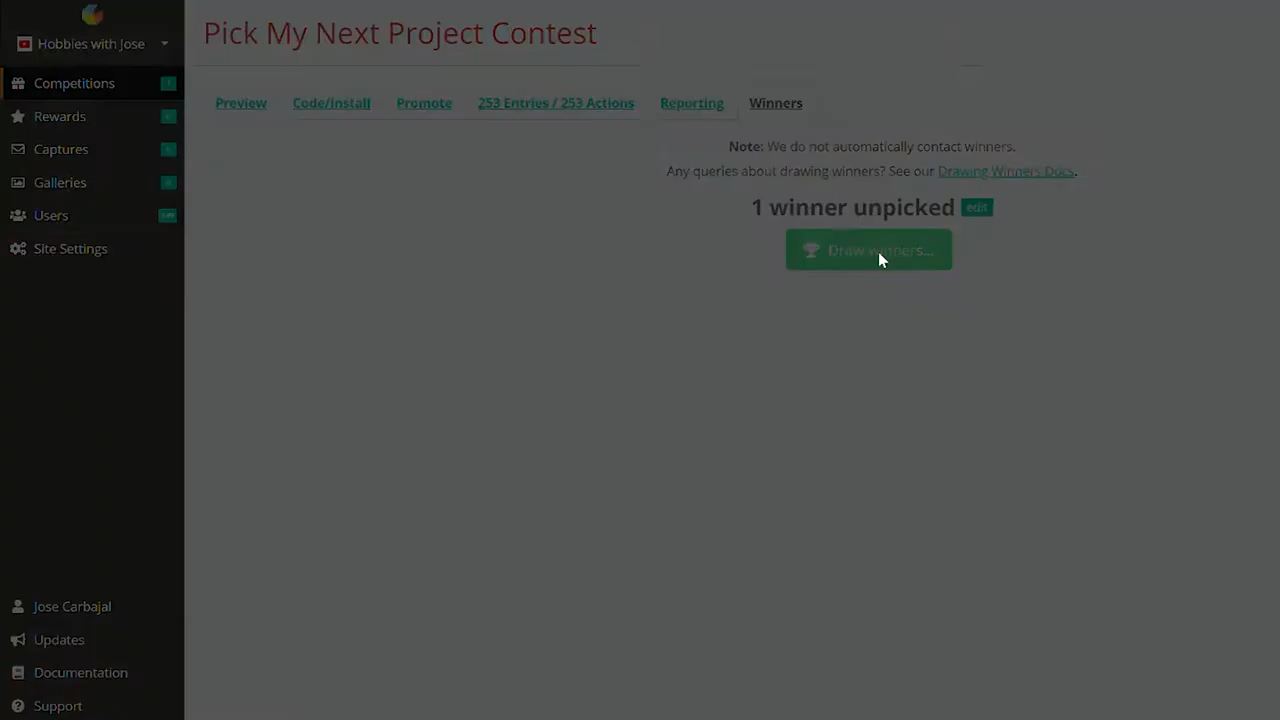 Hobbies with Jose
Competitions
Rewards
Captures
Galleries
Users
Site Settings
Jose Carbajal
Updates
Documentation
Support
Pick My Next Project Contest
Preview
Code/Install
Promote
253 Entries / 253 Actions
Reporting
Winners
Note: We do not automatically contact winners.
Any queries about drawing winners? See our Drawing Winners Docs.
1 winner unpicked edit
Draw winners...